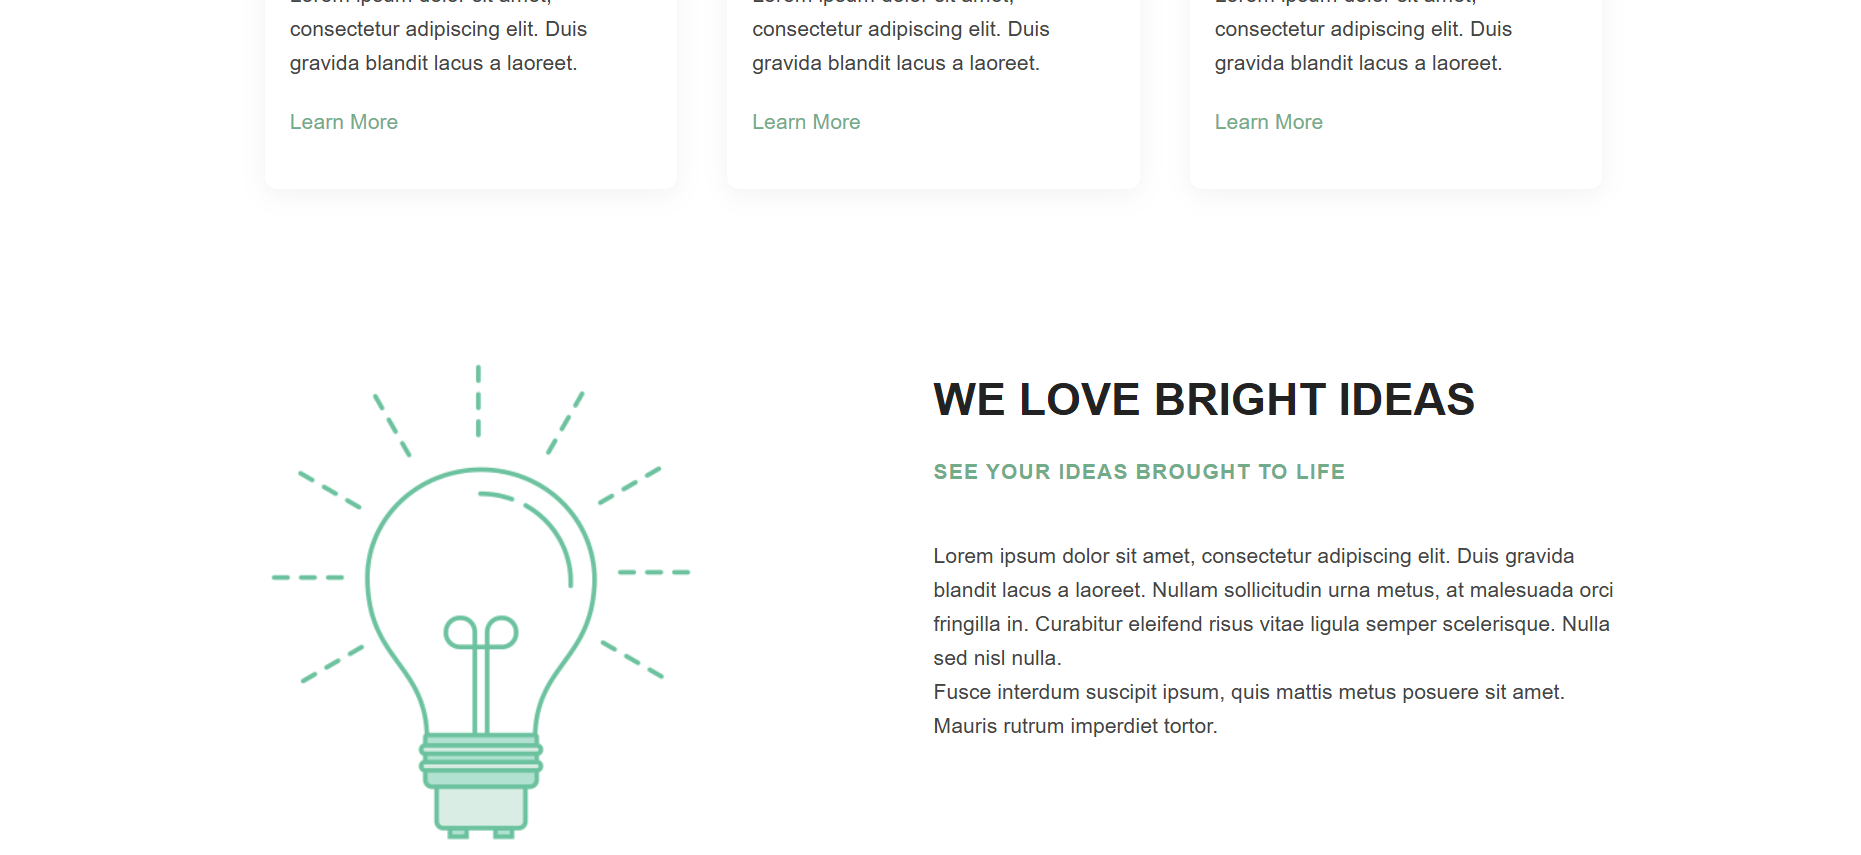 consectetur adipiscing elit. Duis
gravida blandit lacus a laoreet.
Learn More
consectetur adipiscing elit. Duis
gravida blandit lacus a laoreet.
Learn More
consectetur adipiscing elit. Duis
gravida blandit lacus a laoreet.
Learn More
WE LOVE BRIGHT IDEAS
SEE YOUR IDEAS BROUGHT TO LIFE
Lorem ipsum dolor sit amet, consectetur adipiscing elit. Duis gravida
blandit lacus a laoreet. Nullam sollicitudin urna metus, at malesuada orci
fringilla in. Curabitur eleifend risus vitae ligula semper scelerisque. Nulla
sed nisl nulla.
Fusce interdum suscipit ipsum, quis mattis metus posuere sit amet.
Mauris rutrum imperdiet tortor.